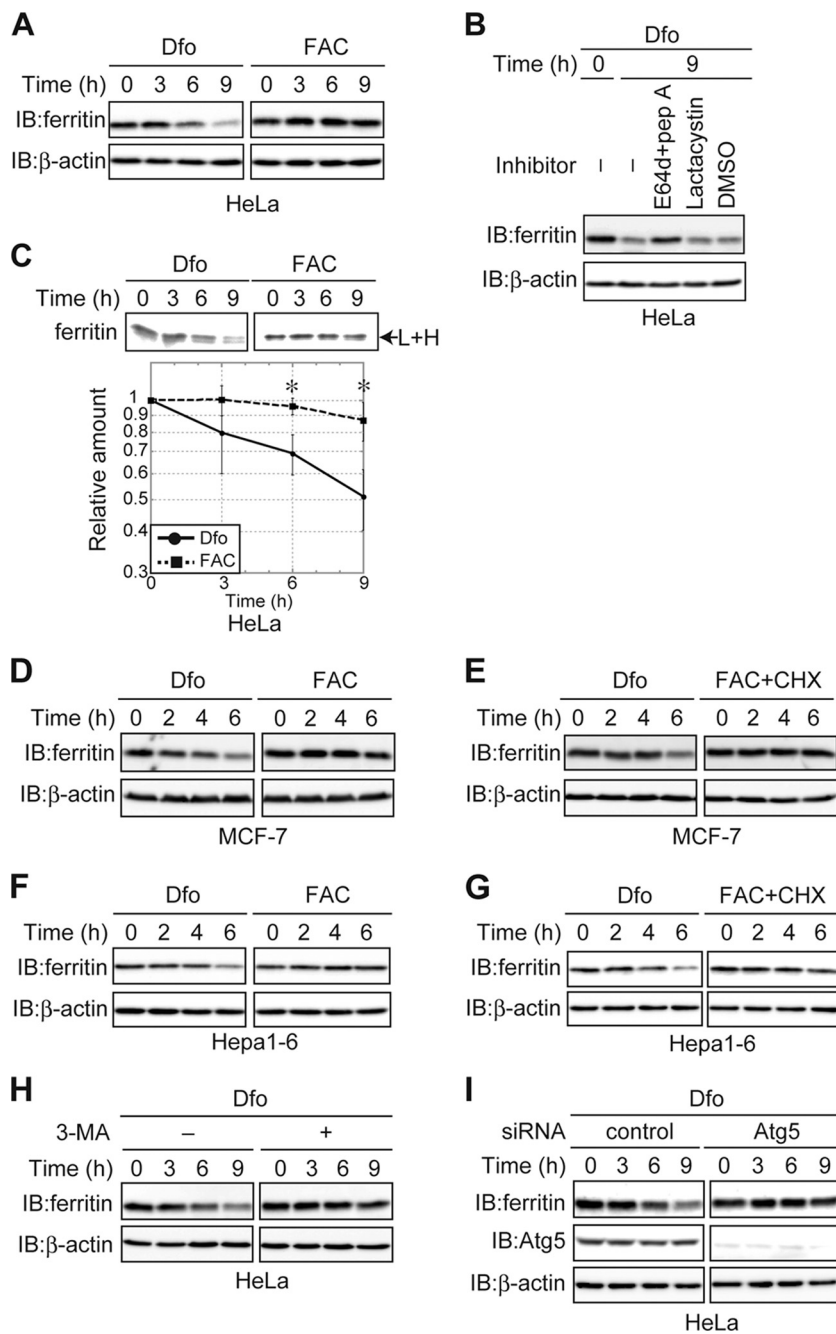 A
Dfo FAC
Time (h) 0 3 6 9 0 3 6 9
IB:ferritin
IB:β-actin
HeLa
B
Dfo
Time (h) 0 9
Inhibitor – – E64d+pep A Lactacystin DMSO
IB:ferritin
IB:β-actin
HeLa
C
Dfo FAC
Time (h) 0 3 6 9 0 3 6 9
ferritin L+H
* *
Relative amount
1
0.9
0.8
0.7
0.6
0.5
0.4
0.3
Dfo
FAC
0 3 6 9
Time (h)
HeLa
D
Dfo FAC
Time (h) 0 2 4 6 0 2 4 6
IB:ferritin
IB:β-actin
MCF-7
E
Dfo FAC+CHX
Time (h) 0 2 4 6 0 2 4 6
IB:ferritin
IB:β-actin
MCF-7
F
Dfo FAC
Time (h) 0 2 4 6 0 2 4 6
IB:ferritin
IB:β-actin
Hepa1-6
G
Dfo FAC+CHX
Time (h) 0 2 4 6 0 2 4 6
IB:ferritin
IB:β-actin
Hepa1-6
H
Dfo
3-MA – +
Time (h) 0 3 6 9 0 3 6 9
IB:ferritin
IB:β-actin
HeLa
I
Dfo
siRNA control Atg5
Time (h) 0 3 6 9 0 3 6 9
IB:ferritin
IB:Atg5
IB:β-actin
HeLa